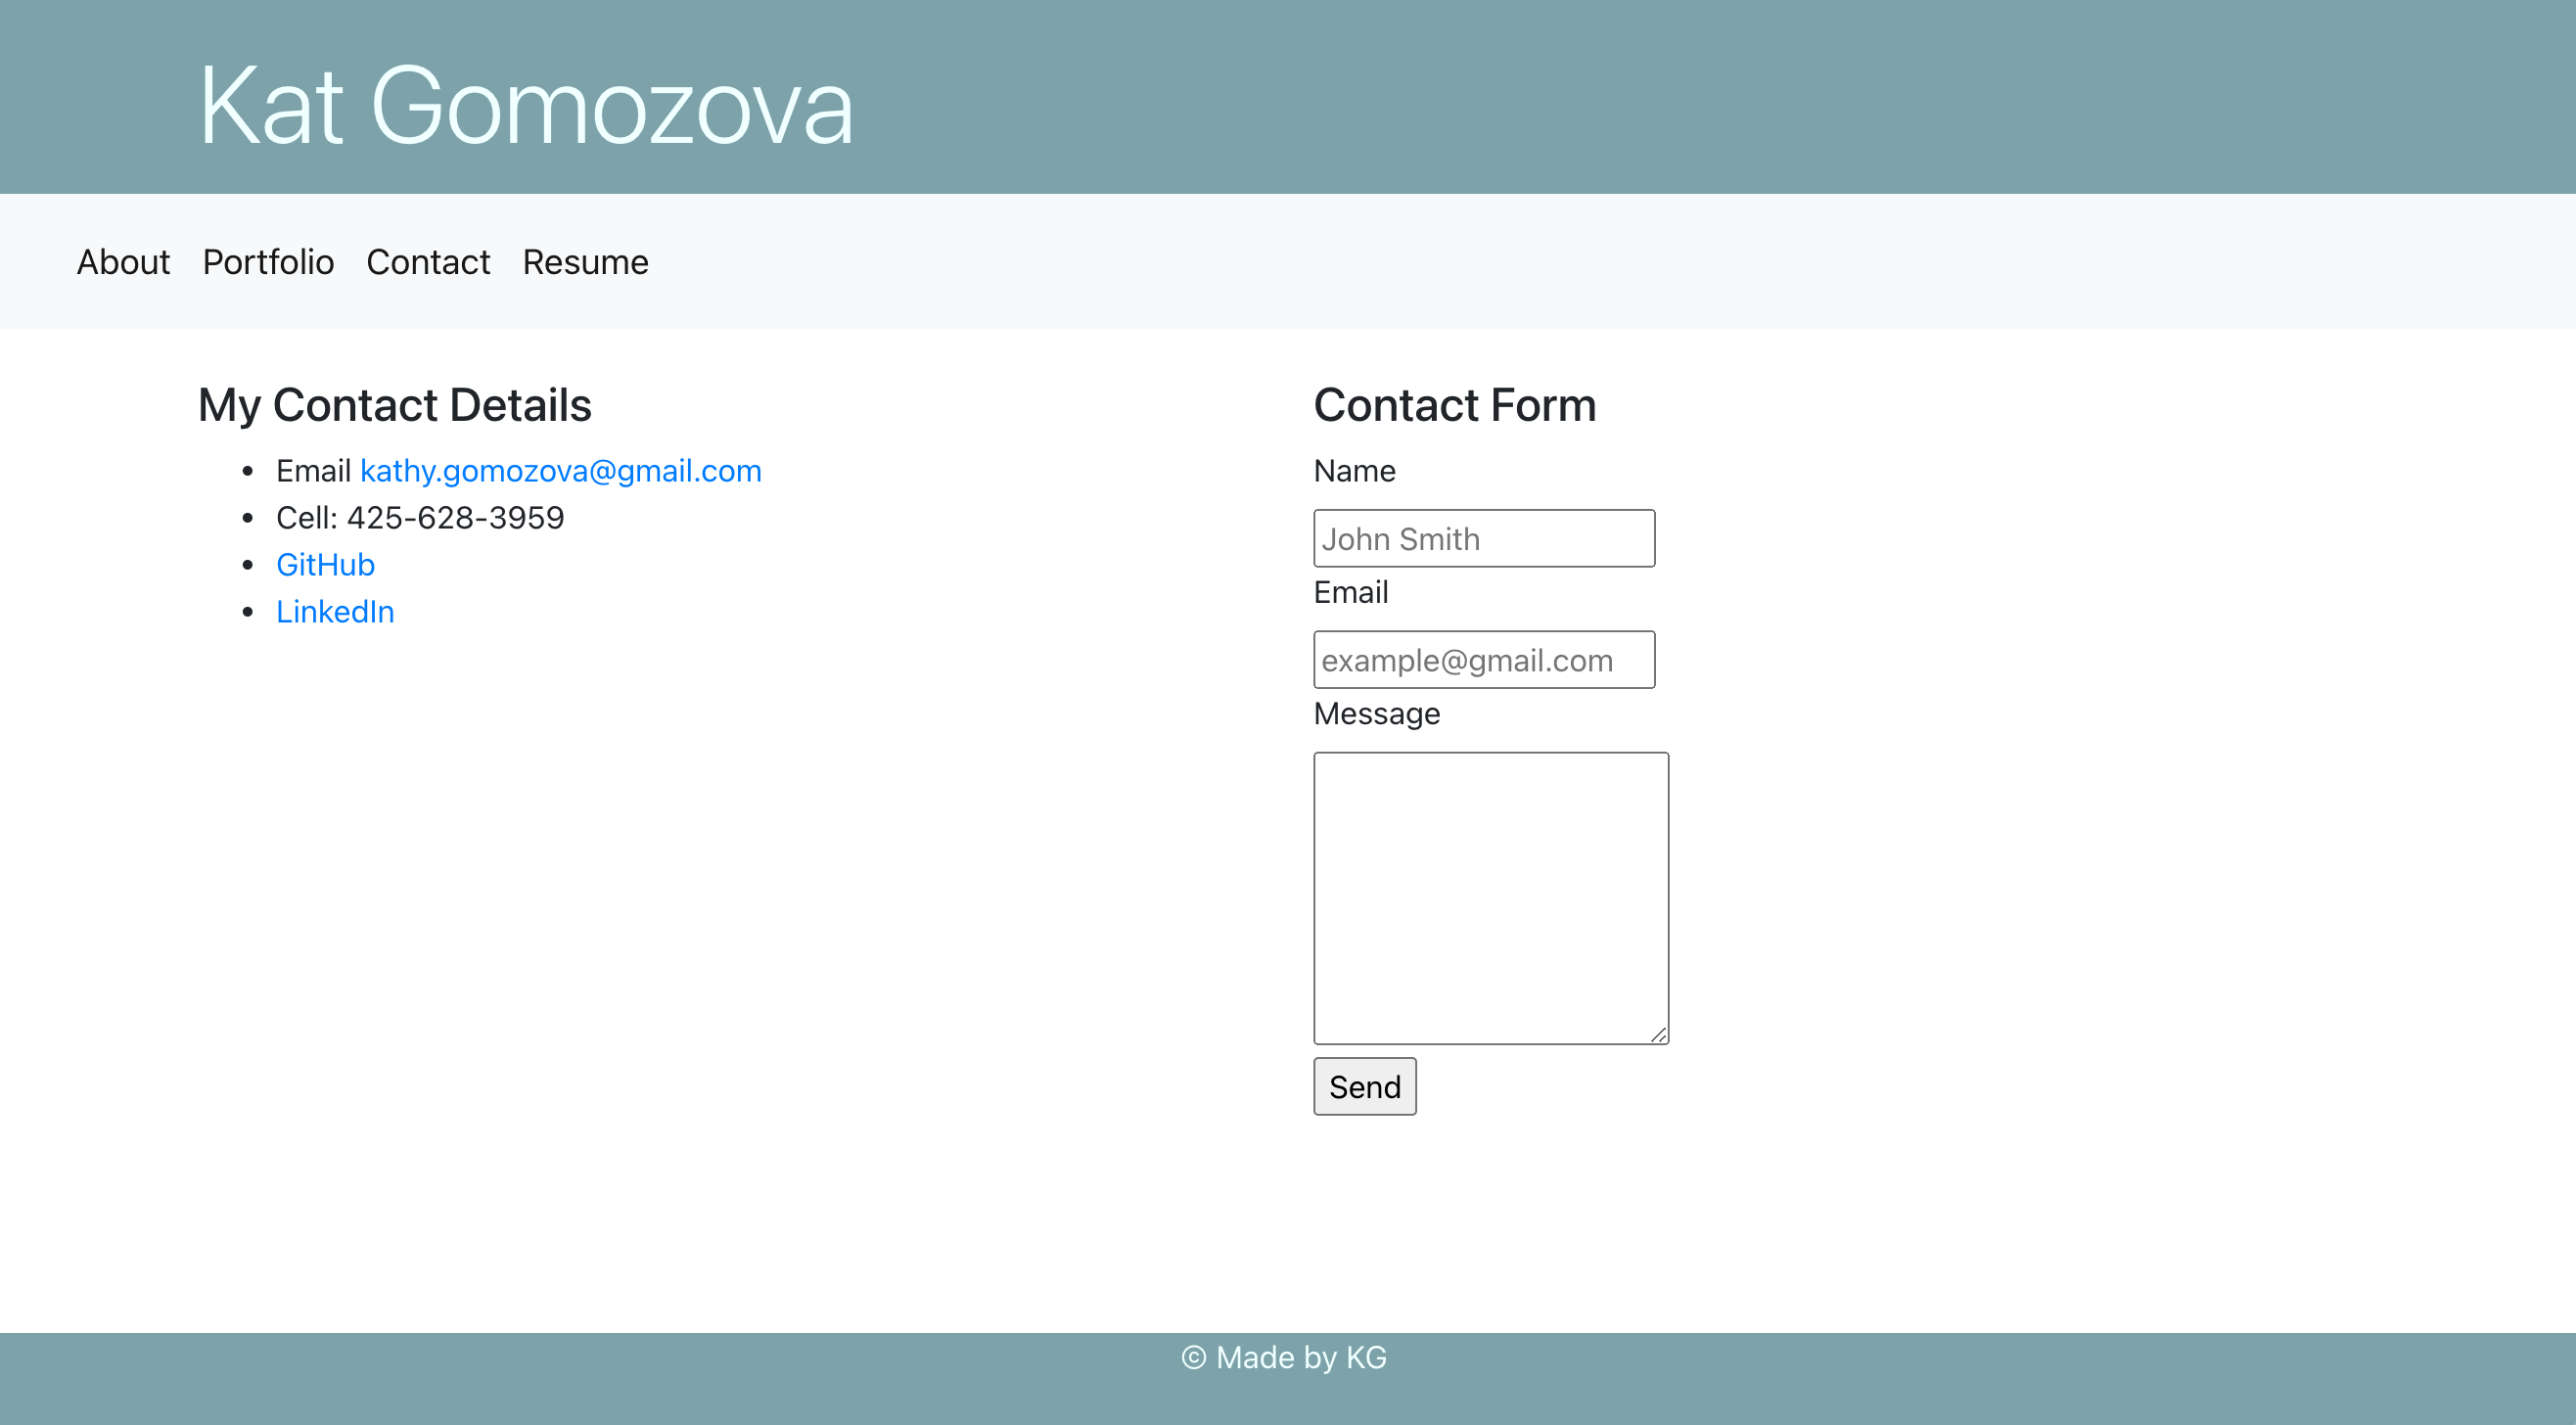 Kat Gomozova
About Portfolio Contact Resume
My Contact Details
• Email kathy.gomozova@gmail.com
• Cell: 425-628-3959
• GitHub
• LinkedIn
Contact Form
Name
John Smith
Email
example@gmail.com
Message
Send
© Made by KG